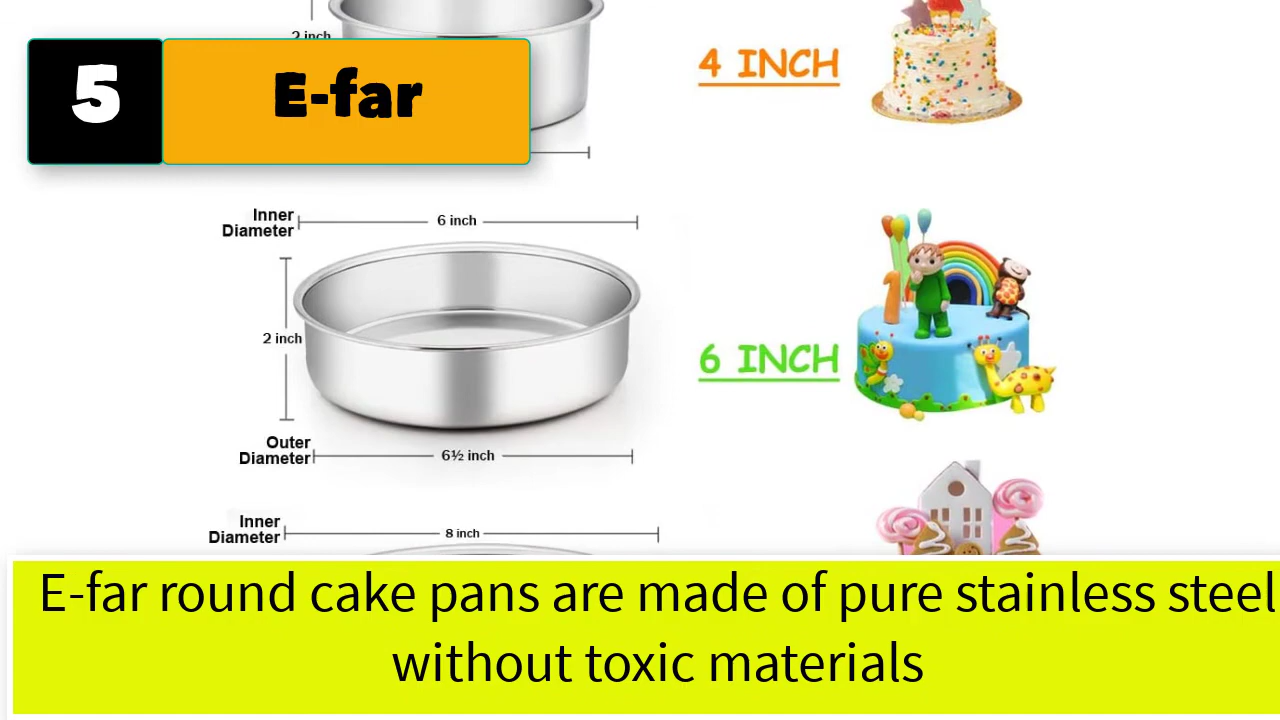 2 inch
5
E-far
4 INCH
Inner
Diameter
6 inch
2 inch
6 INCH
Outer
Diameter
6½ inch
Inner
Diameter
8 inch
E-far round cake pans are made of pure stainless steel
without toxic materials